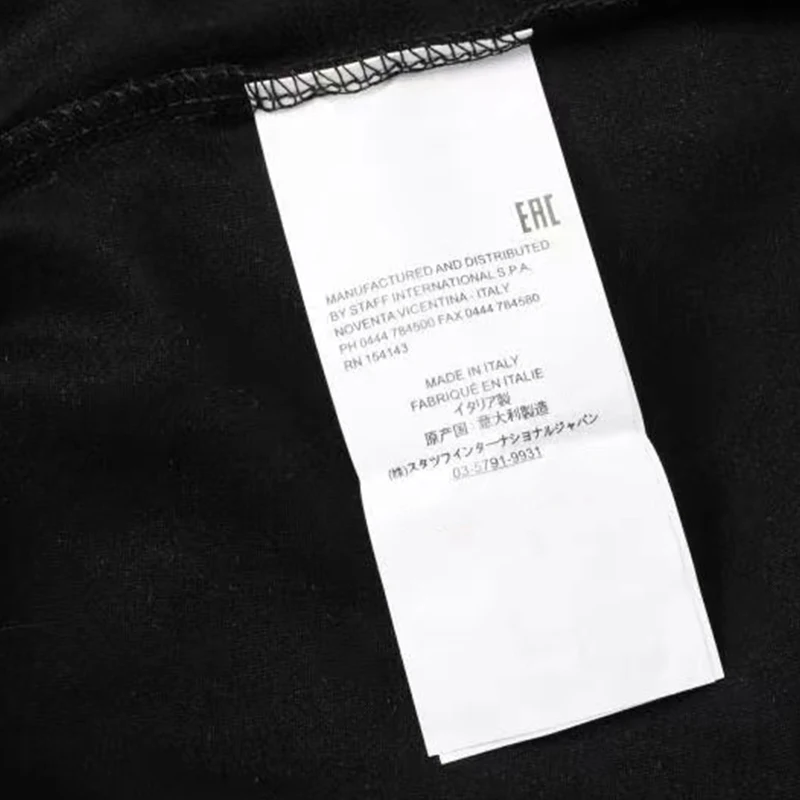 EAC
MANUFACTURED AND DISTRIBUTED
BY STAFF INTERNATIONAL S.P.A.
NOVENTA VICENTINA - ITALY
PH 0444 784500 FAX 0444 784580
RN 154143
MADE IN ITALY
FABRIQUÉ EN ITALIE
イタリア製
原产国:意大利製造
(株)スタッフインターナショナルジャパン
03-5791-9931